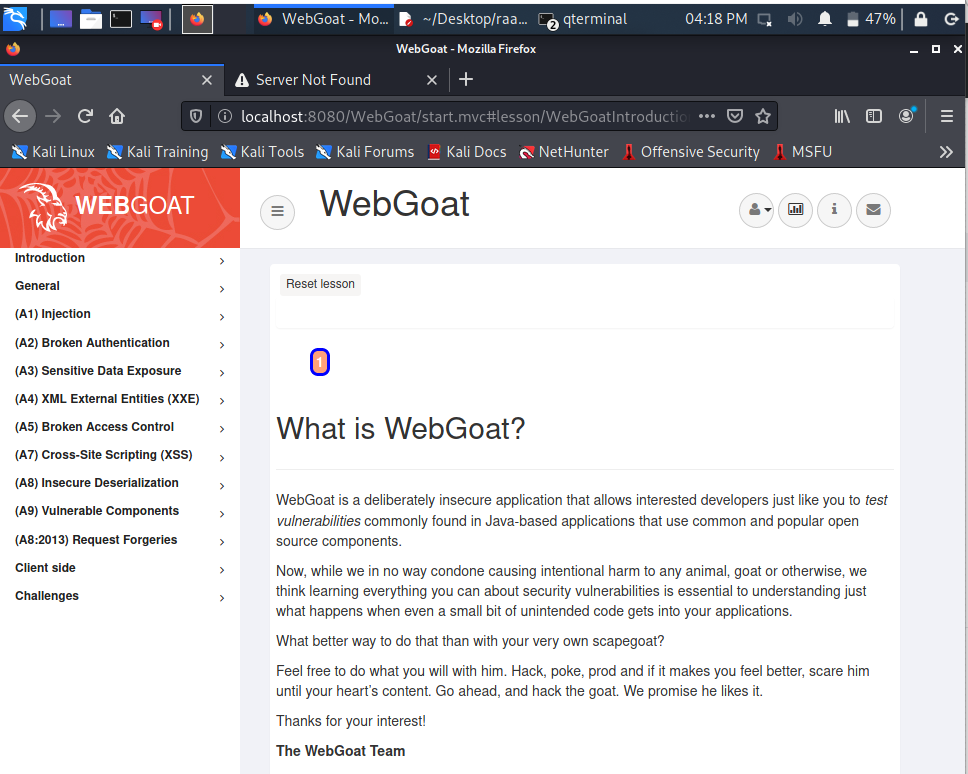 WebGoat - Mo...
~/Desktop/raa...
2
qterminal
04:18 PM
47%
WebGoat - Mozilla Firefox
WebGoat
Server Not Found
localhost:8080/WebGoat/start.mvc#lesson/WebGoatIntroductio
Kali Linux
Kali Training
Kali Tools
Kali Forums
Kali Docs
NetHunter
Offensive Security
MSFU
WEBGOAT
WebGoat
Introduction
General
(A1) Injection
(A2) Broken Authentication
(A3) Sensitive Data Exposure
(A4) XML External Entities (XXE)
(A5) Broken Access Control
(A7) Cross-Site Scripting (XSS)
(A8) Insecure Deserialization
(A9) Vulnerable Components
(A8:2013) Request Forgeries
Client side
Challenges
Reset lesson
1
What is WebGoat?
WebGoat is a deliberately insecure application that allows interested developers just like you to test
vulnerabilities commonly found in Java-based applications that use common and popular open
source components.
Now, while we in no way condone causing intentional harm to any animal, goat or otherwise, we
think learning everything you can about security vulnerabilities is essential to understanding just
what happens when even a small bit of unintended code gets into your applications.
What better way to do that than with your very own scapegoat?
Feel free to do what you will with him. Hack, poke, prod and if it makes you feel better, scare him
until your heart’s content. Go ahead, and hack the goat. We promise he likes it.
Thanks for your interest!
The WebGoat Team